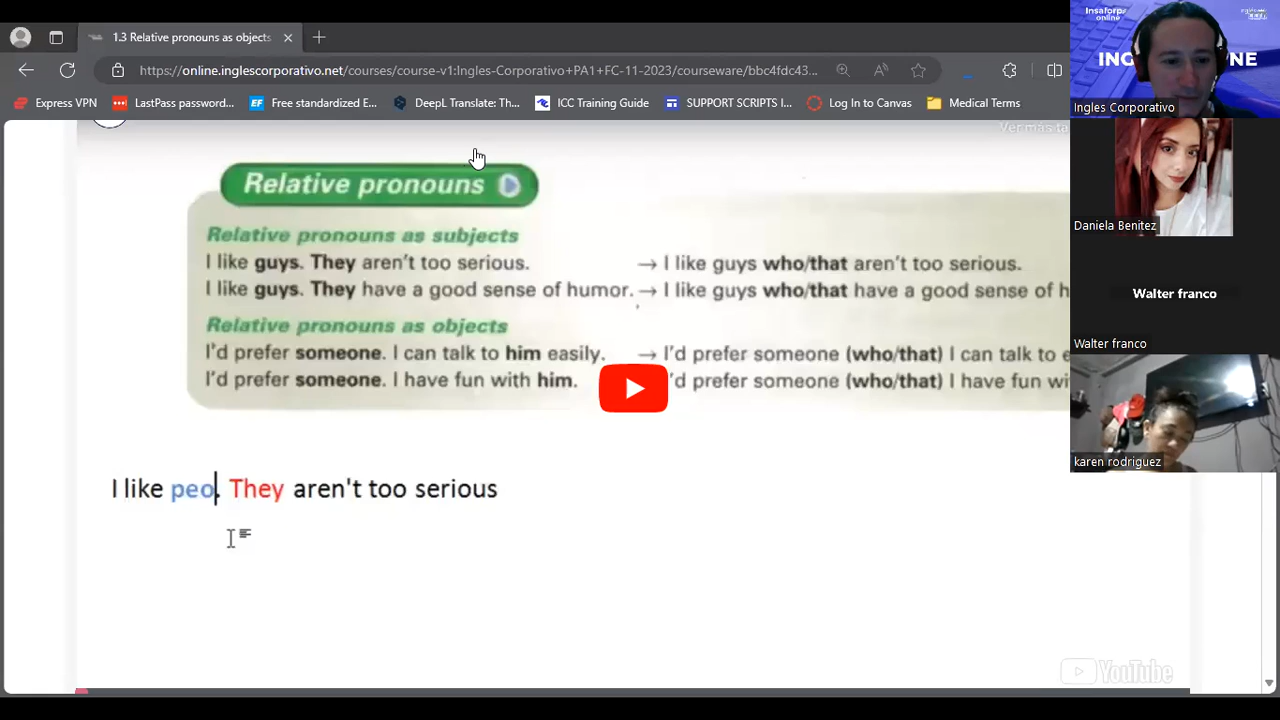 1.3 Relative pronouns as objects
https://online.inglescorporativo.net/courses/course-v1:Ingles-Corporativo+PA1+FC-11-2023/courseware/bbc4fdc43...
Express VPN
LastPass password...
Free standardized E...
DeepL Translate: Th...
ICC Training Guide
SUPPORT SCRIPTS I...
Log In to Canvas
Medical Terms
Ver más ta
Relative pronouns
Relative pronouns as subjects
I like guys. They aren't too serious. → I like guys who/that aren't too serious.
I like guys. They have a good sense of humor. → I like guys who/that have a good sense of h
Relative pronouns as objects
I'd prefer someone. I can talk to him easily. → I'd prefer someone (who/that) I can talk to e
I'd prefer someone. I have fun with him. 'd prefer someone (who/that) I have fun wi
I like peo. They aren't too serious
YouTube
Insaforp
online
Ingles Corporativo
Daniela Benitez
Walter franco
Walter franco
karen rodriguez